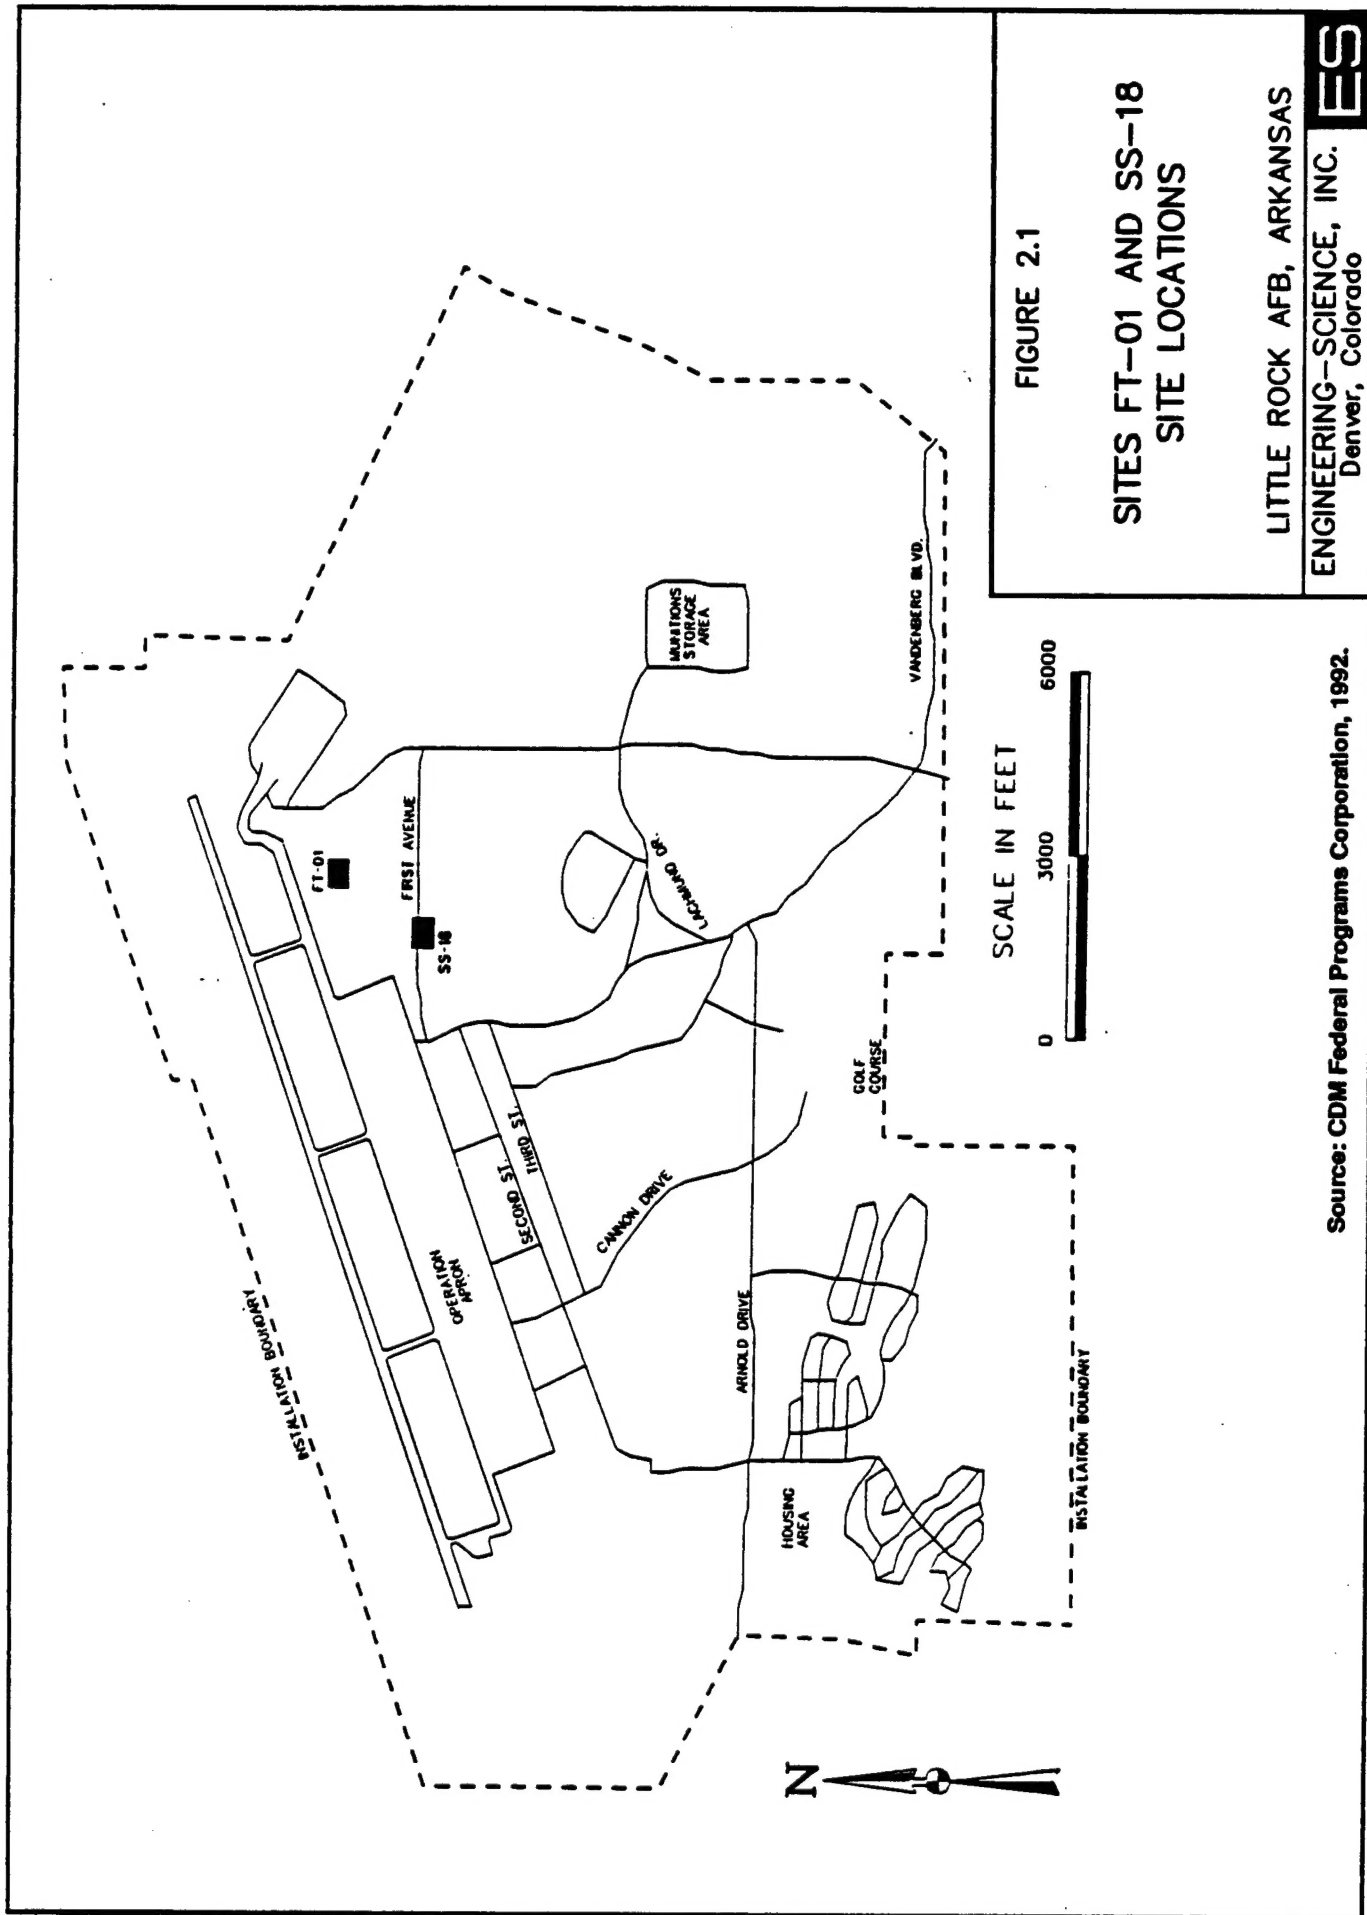 INSTALLATION BOUNDARY
FT-01
FIRST AVENUE
SS-18
OPERATION
APRON
SECOND ST.
THIRD ST.
CANNON DRIVE
MUNITIONS
STORAGE
AREA
LACHMUND DR.
ARNOLD DRIVE
VANDENBERG BLVD.
GOLF
COURSE
HOUSING
AREA
INSTALLATION BOUNDARY
N
SCALE IN FEET
0 3000 6000
Source: CDM Federal Programs Corporation, 1992.
FIGURE 2.1
SITES FT-01 AND SS-18
SITE LOCATIONS
LITTLE ROCK AFB, ARKANSAS
ENGINEERING-SCIENCE, INC.
Denver, Colorado
ES